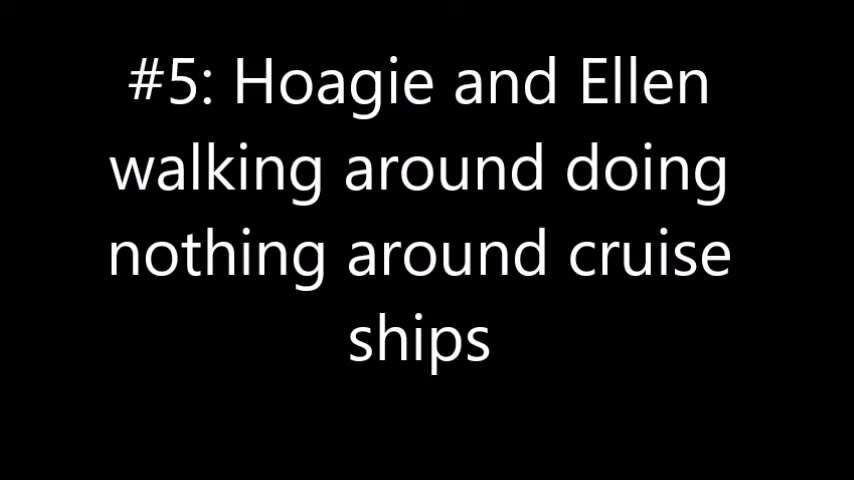 #5: Hoagie and Ellen
walking around doing
nothing around cruise
ships